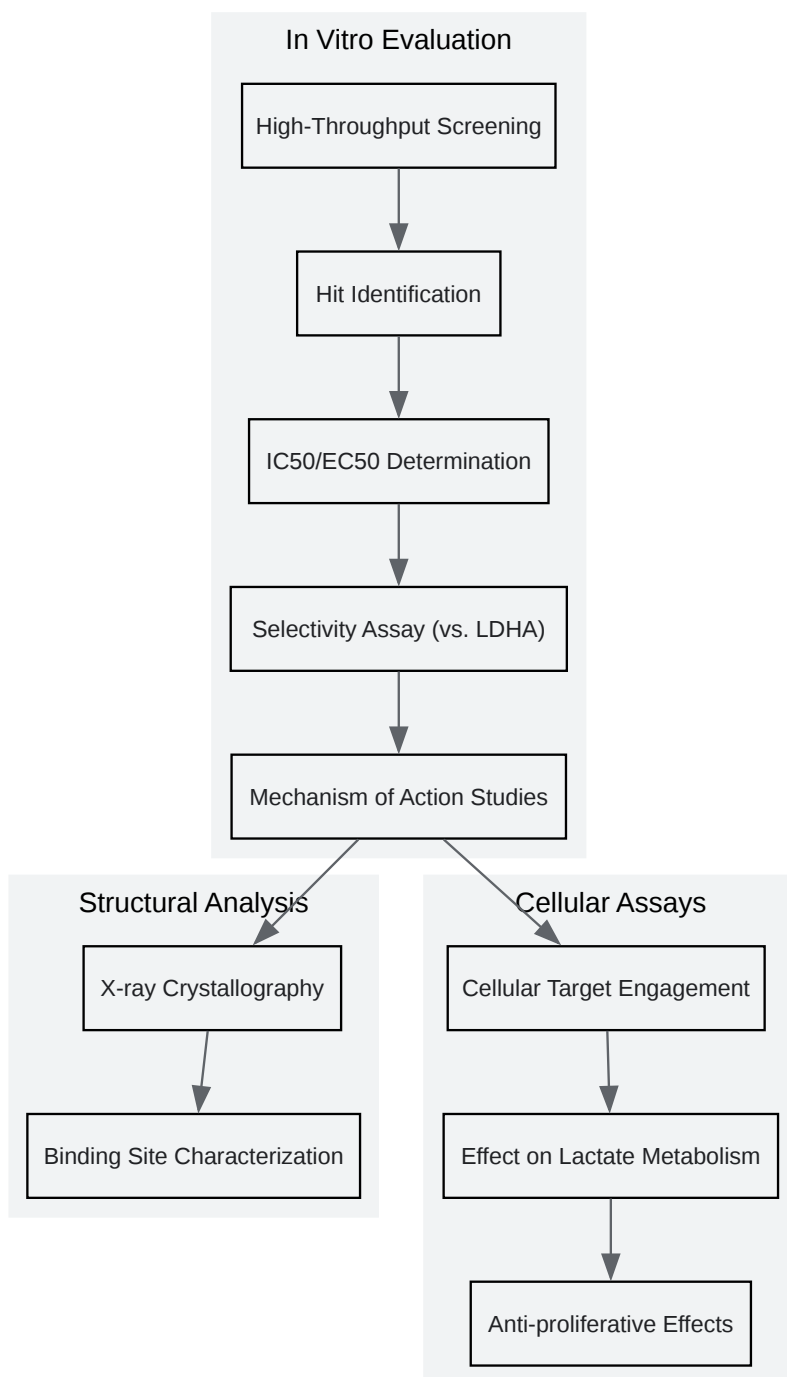 In Vitro Evaluation
High-Throughput Screening
Hit Identification
IC50/EC50 Determination
Selectivity Assay (vs. LDHA)
Mechanism of Action Studies
Structural Analysis
X-ray Crystallography
Binding Site Characterization
Cellular Assays
Cellular Target Engagement
Effect on Lactate Metabolism
Anti-proliferative Effects